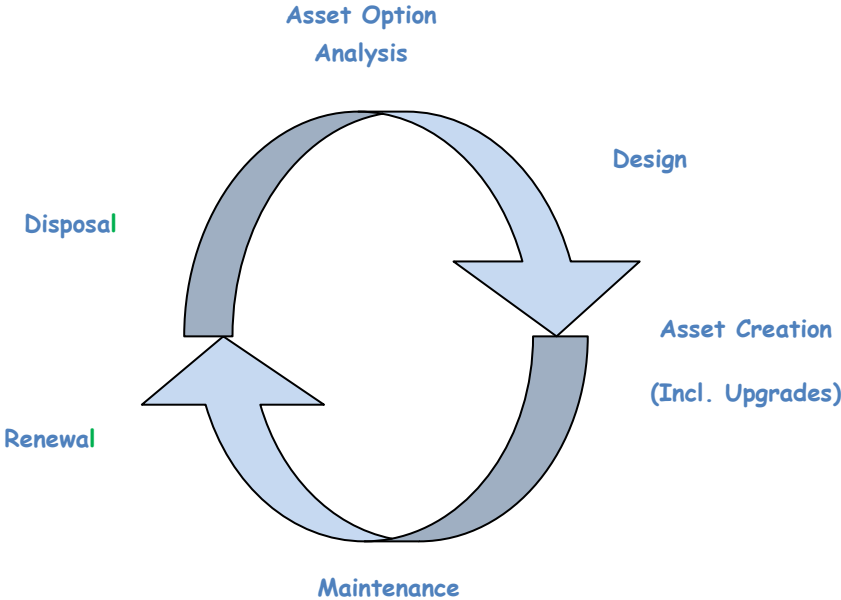 Asset Option
Analysis
Design
Disposal
Asset Creation
(Incl. Upgrades)
Renewal
Maintenance